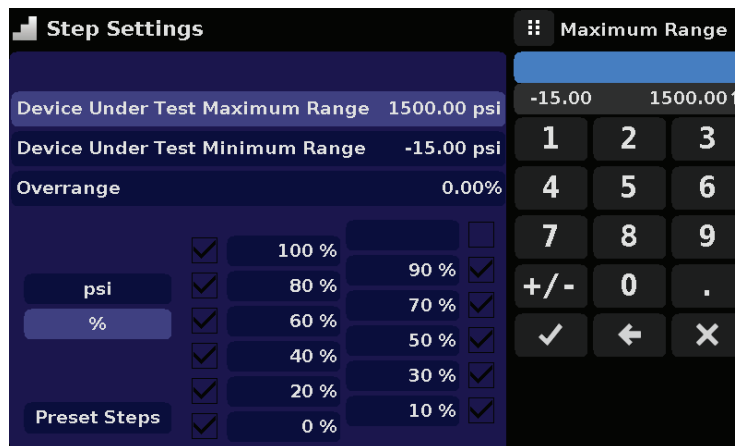 Step Settings
Maximum Range
-15.00 1500.001
Device Under Test Maximum Range 1500.00 psi
Device Under Test Minimum Range -15.00 psi
Overrange 0.00%
psi
%
Preset Steps
100 %
90 %
80 %
70 %
60 %
50 %
40 %
30 %
20 %
10 %
0 %
1 2 3
4 5 6
7 8 9
+/- 0 .